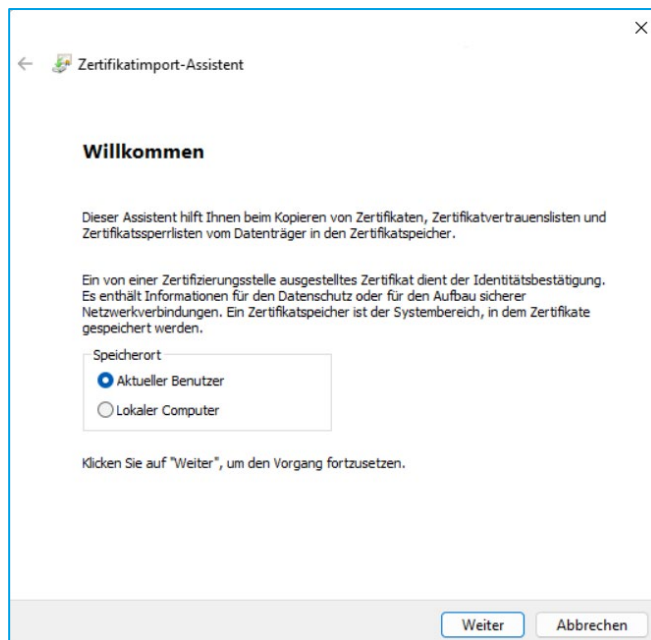 Zertifikatimport-Assistent
Willkommen
Dieser Assistent hilft Ihnen beim Kopieren von Zertifikaten, Zertifikatvertrauenslisten und
Zertifikatssperrlisten vom Datenträger in den Zertifikatspeicher.
Ein von einer Zertifizierungsstelle ausgestelltes Zertifikat dient der Identitätsbestätigung.
Es enthält Informationen für den Datenschutz oder für den Aufbau sicherer
Netzwerkverbindungen. Ein Zertifikatspeicher ist der Systembereich, in dem Zertifikate
gespeichert werden.
Speicherort
Aktueller Benutzer
Lokaler Computer
Klicken Sie auf "Weiter", um den Vorgang fortzusetzen.
Weiter Abbrechen